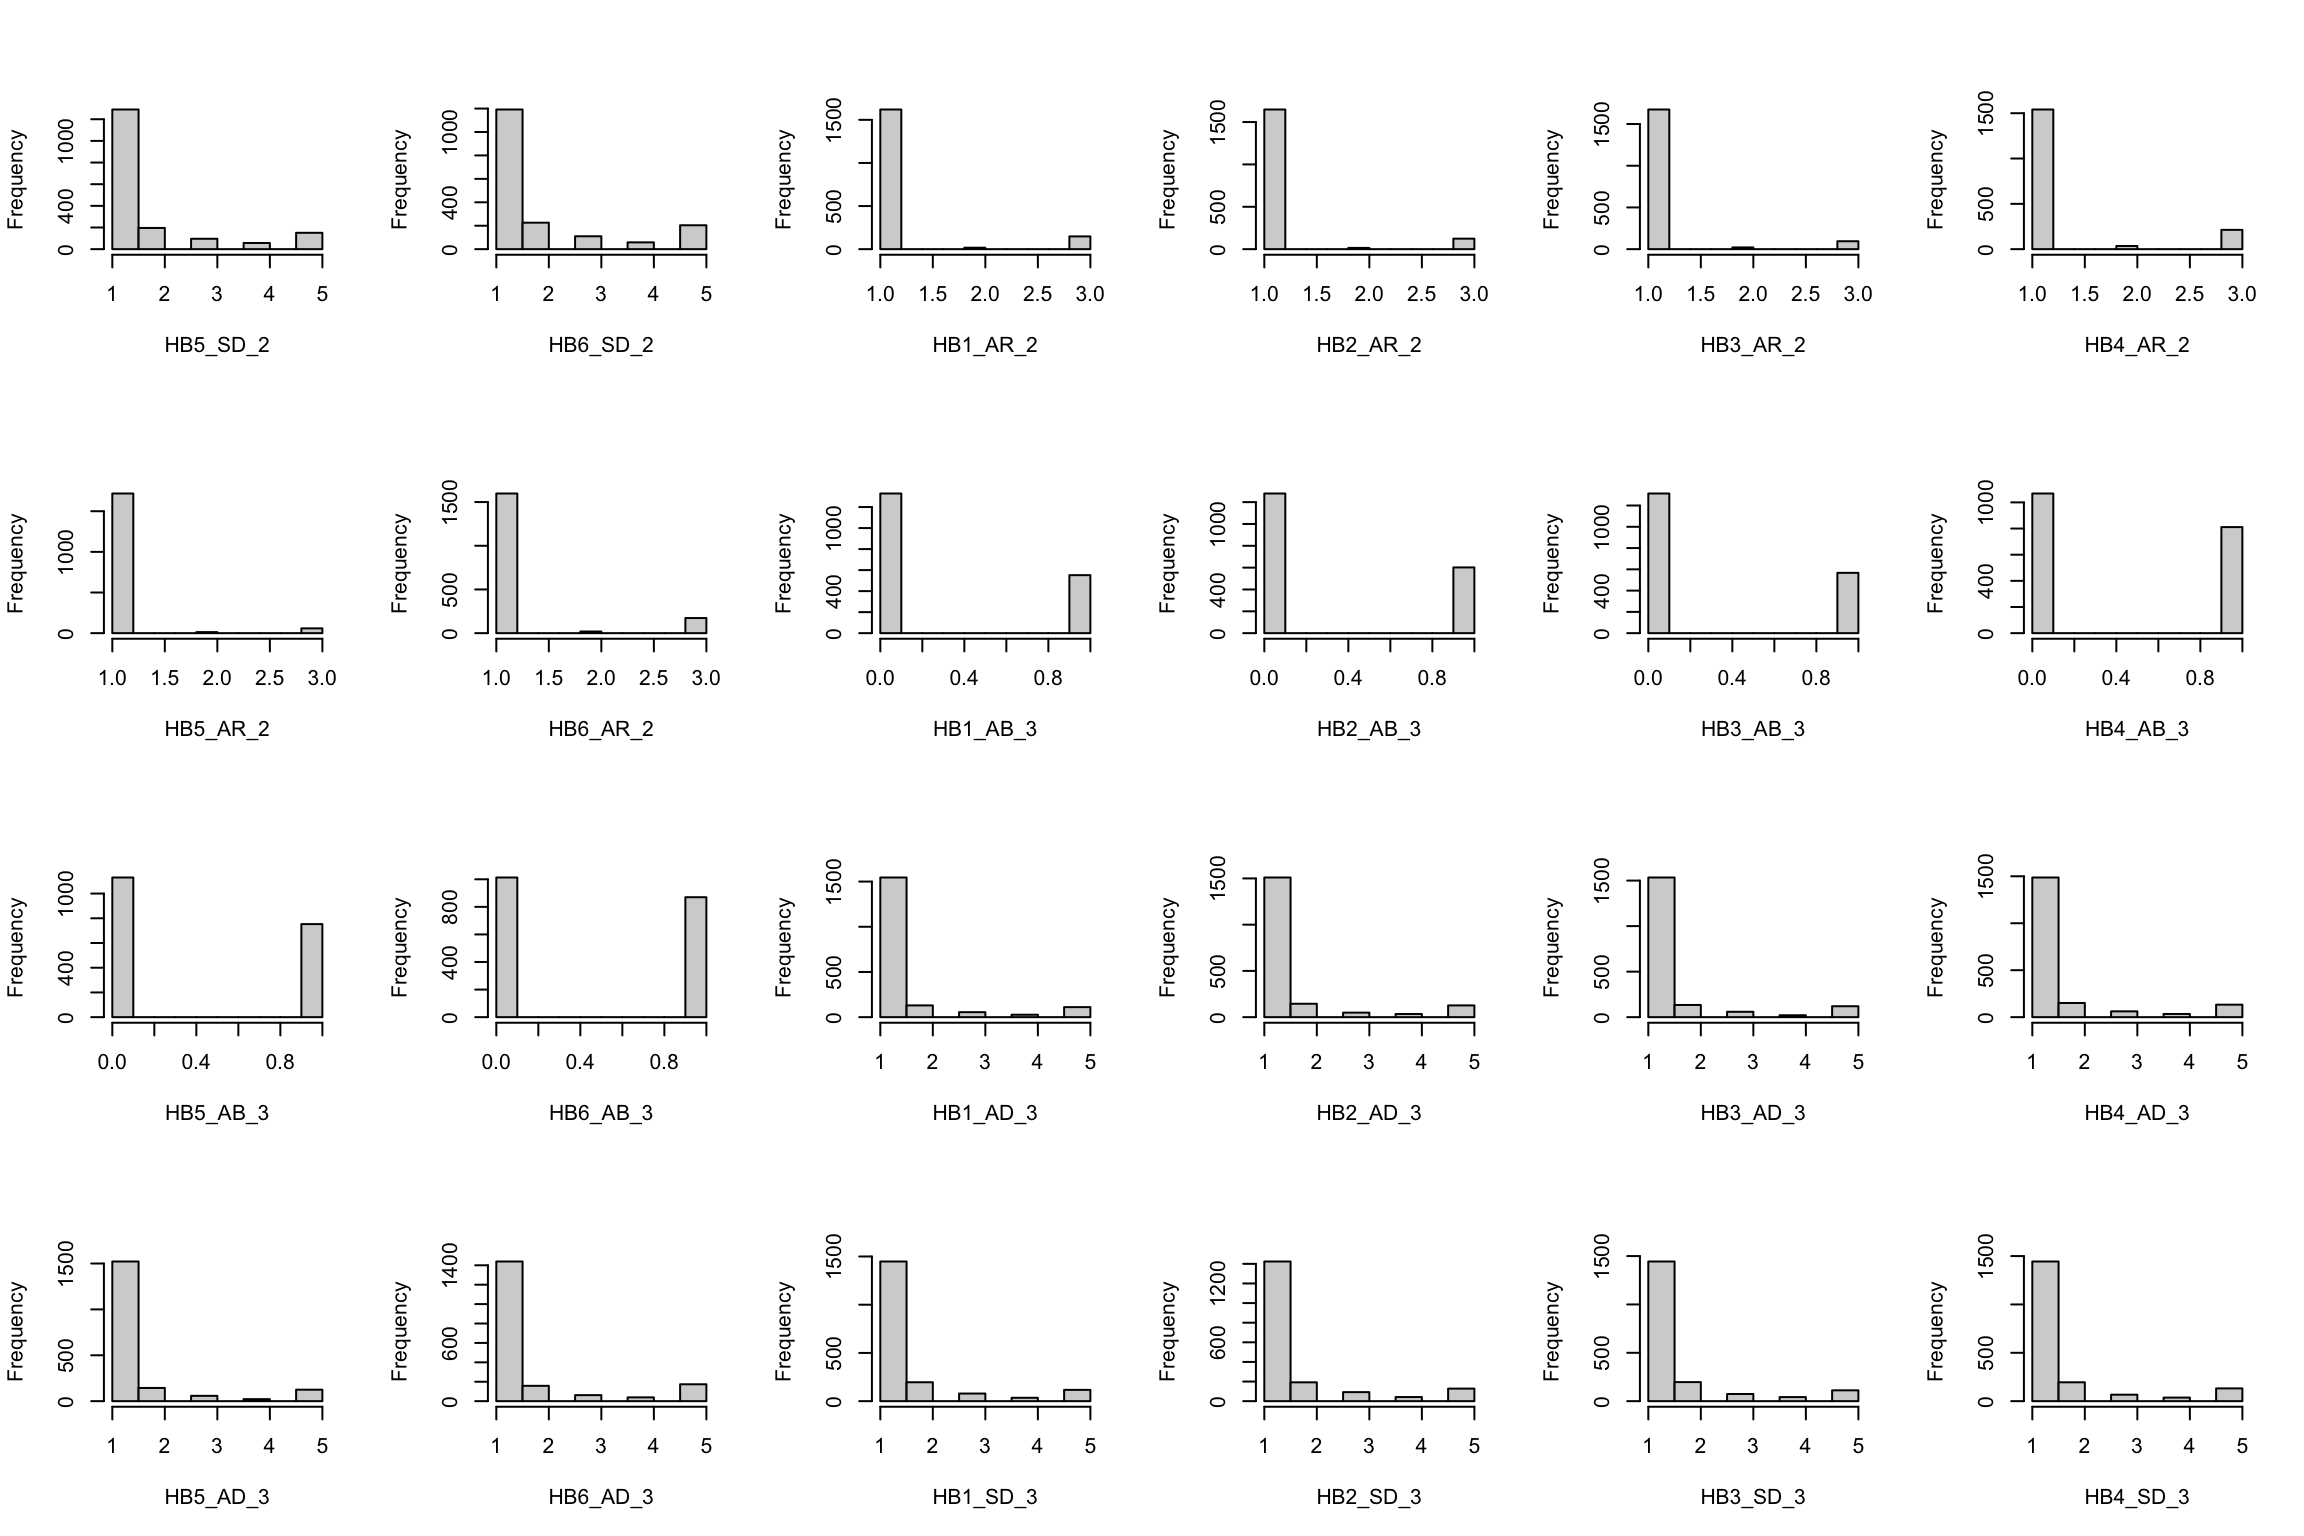 Frequency 0 400 1000 1 2 3 4 5 HB5_SD_2
Frequency 0 400 1000 1 2 3 4 5 HB6_SD_2
Frequency 0 500 1500 1.0 1.5 2.0 2.5 3.0 HB1_AR_2
Frequency 0 500 1500 1.0 1.5 2.0 2.5 3.0 HB2_AR_2
Frequency 0 500 1500 1.0 1.5 2.0 2.5 3.0 HB3_AR_2
Frequency 0 500 1500 1.0 1.5 2.0 2.5 3.0 HB4_AR_2
Frequency 0 1000 1.0 1.5 2.0 2.5 3.0 HB5_AR_2
Frequency 0 500 1500 1.0 1.5 2.0 2.5 3.0 HB6_AR_2
Frequency 0 400 1000 0.0 0.4 0.8 HB1_AB_3
Frequency 0 400 1000 0.0 0.4 0.8 HB2_AB_3
Frequency 0 400 1000 0.0 0.4 0.8 HB3_AB_3
Frequency 0 400 1000 0.0 0.4 0.8 HB4_AB_3
Frequency 0 400 1000 0.0 0.4 0.8 HB5_AB_3
Frequency 0 400 800 0.0 0.4 0.8 HB6_AB_3
Frequency 0 500 1500 1 2 3 4 5 HB1_AD_3
Frequency 0 500 1500 1 2 3 4 5 HB2_AD_3
Frequency 0 500 1500 1 2 3 4 5 HB3_AD_3
Frequency 0 500 1500 1 2 3 4 5 HB4_AD_3
Frequency 0 500 1500 1 2 3 4 5 HB5_AD_3
Frequency 0 600 1400 1 2 3 4 5 HB6_AD_3
Frequency 0 500 1500 1 2 3 4 5 HB1_SD_3
Frequency 0 600 1200 1 2 3 4 5 HB2_SD_3
Frequency 0 500 1500 1 2 3 4 5 HB3_SD_3
Frequency 0 500 1500 1 2 3 4 5 HB4_SD_3